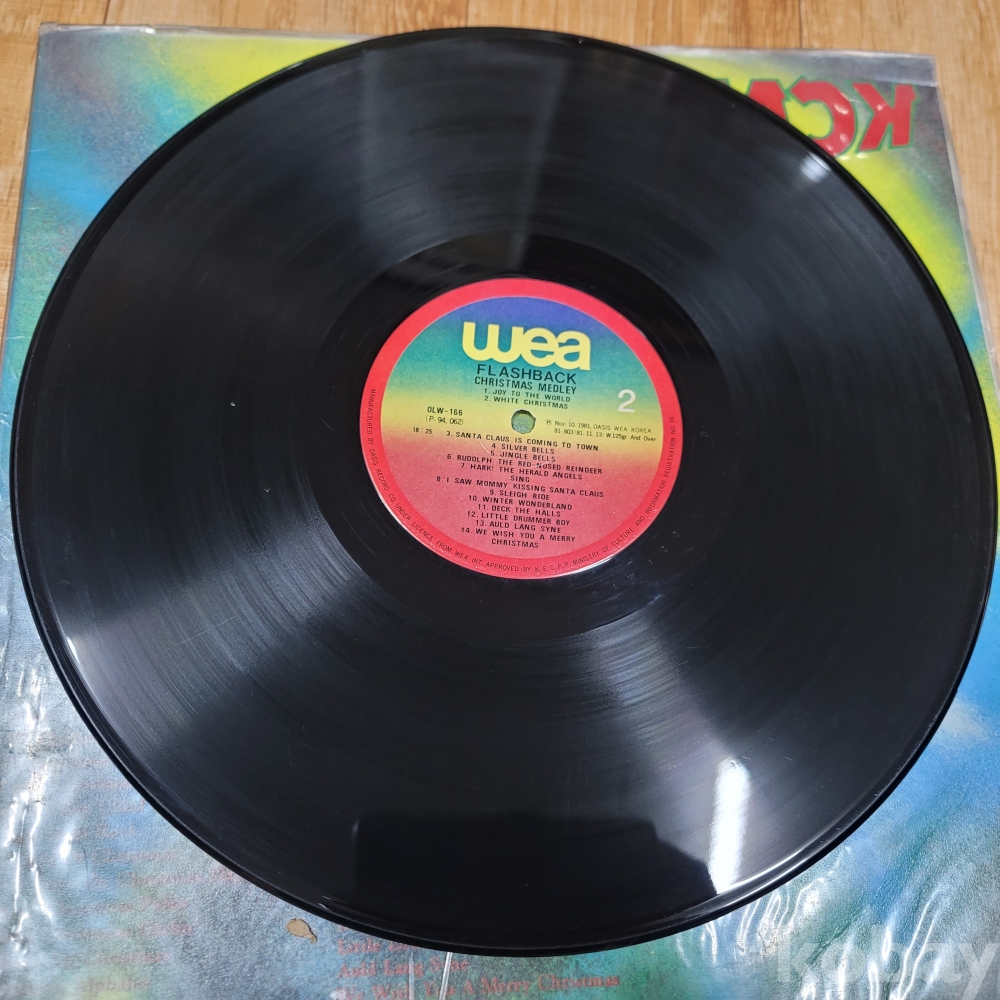 KC
wea
FLASHBACK
CHRISTMAS MEDLEY
1. JOY TO THE WORLD
2. WHITE CHRISTMAS
2
OLW-166
(P- 94. 062)
Ⓟ Nov. 10. 1981. OASIS WEA KOREA
81-803: 81. 11. 13. W.125gr And Over
18 : 25
3. SANTA CLAUS IS COMING TO TOWN
4. SILVER BELLS
5. JINGLE BELLS
6. RUDOLPH THE RED-NOSED REINDEER
7. HARK! THE HERALD ANGELS
SING
8. I SAW MOMMY KISSING SANTA CLAUS
9. SLEIGH RIDE
10. WINTER WONDERLAND
11. DECK THE HALLS
12. LITTLE DRUMMER BOY
13. AULD LANG SYNE
14. WE WISH YOU A MERRY
CHRISTMAS
MANUFACTURED BY OASIS RECORD CO. UNDER LICENCE FROM WEA INT. APPROVED BY K. E. C. R. P. MINISTRY OF CULTURE AND INFORMATION REGISTRATION NO
Auld Lang Syne
We Wish You A Merry Christmas
kobay